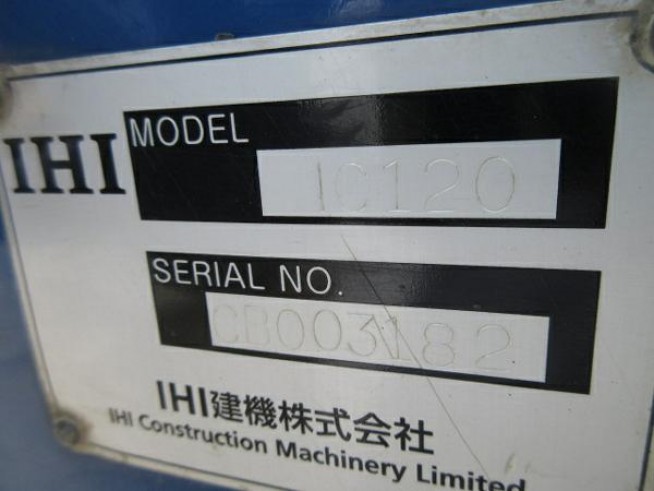 IHI
MODEL
IC120
SERIAL NO.
CB003182
IHI建機株式会社
IHI Construction Machinery Limited